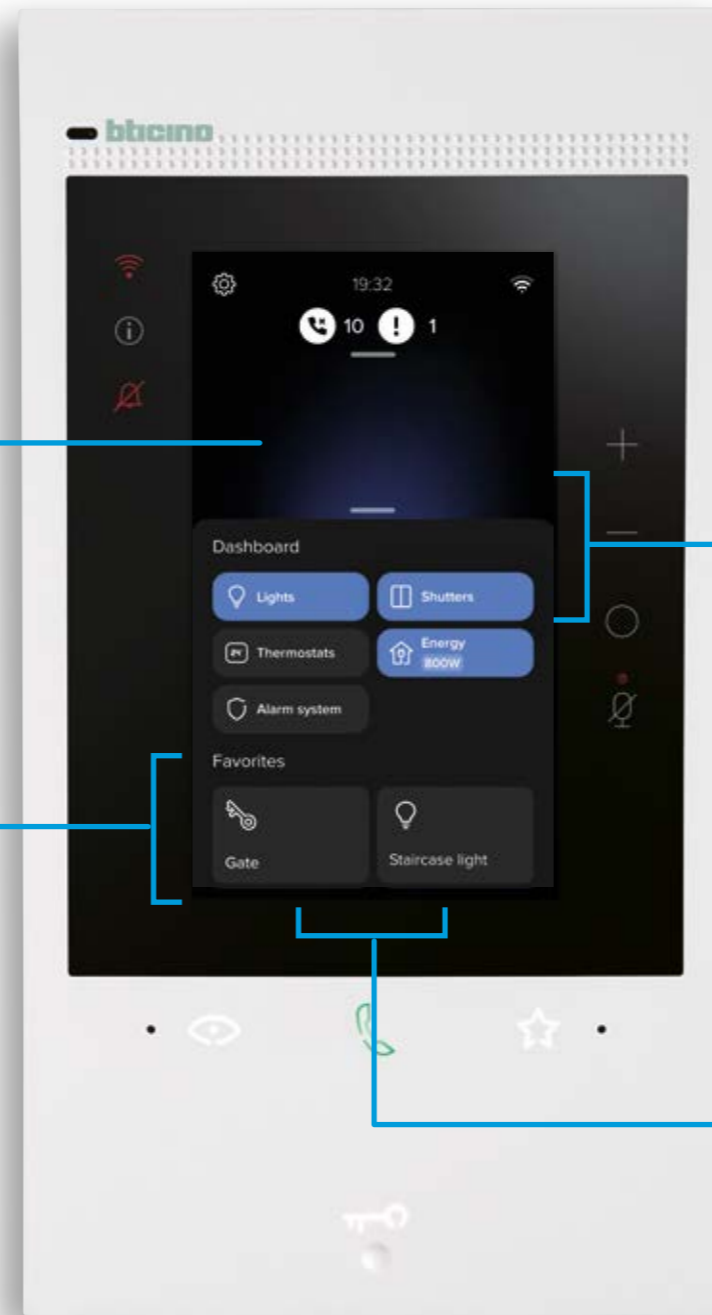 bticino
19:32
10 ! 1
Dashboard
Lights
Shutters
Thermostats
Energy
800W
Alarm system
Favorites
Gate
Staircase light